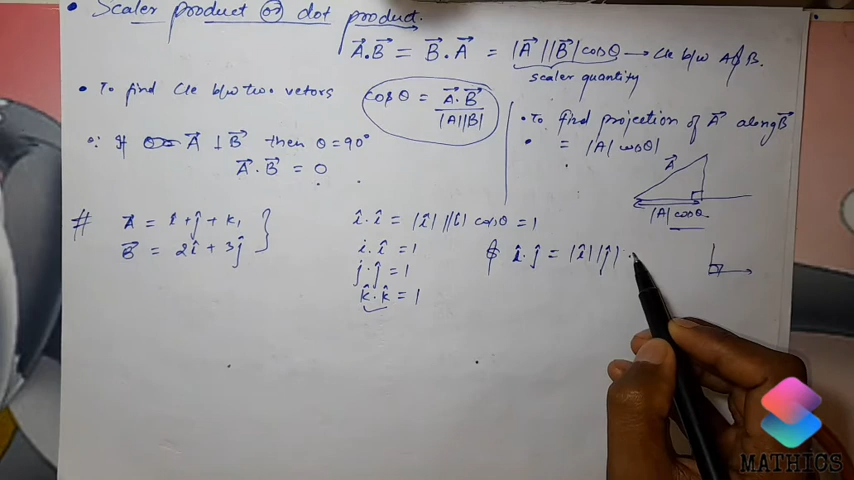 • Scaler product or dot product.
A⃗.B⃗ = B⃗.A⃗ = |A⃗||B⃗| cosθ → <le b/w A & B.
scaler quantity
• To find <le b/w two vetors cosθ = A⃗.B⃗ / |A||B|
∴ If A⃗ ⊥ B⃗ then θ = 90°
A⃗.B⃗ = 0
• To find projection of A⃗ along B⃗
• = |A| cosθ|
A⃗
|A| cosθ
# A⃗ = î + ĵ + k,
B⃗ = 2î + 3ĵ
î.î = |î| |î| cosθ = 1
i.î = 1
j.ĵ = 1
k̂.k̂ = 1
& î.ĵ = |î||ĵ| .
MATHIOS